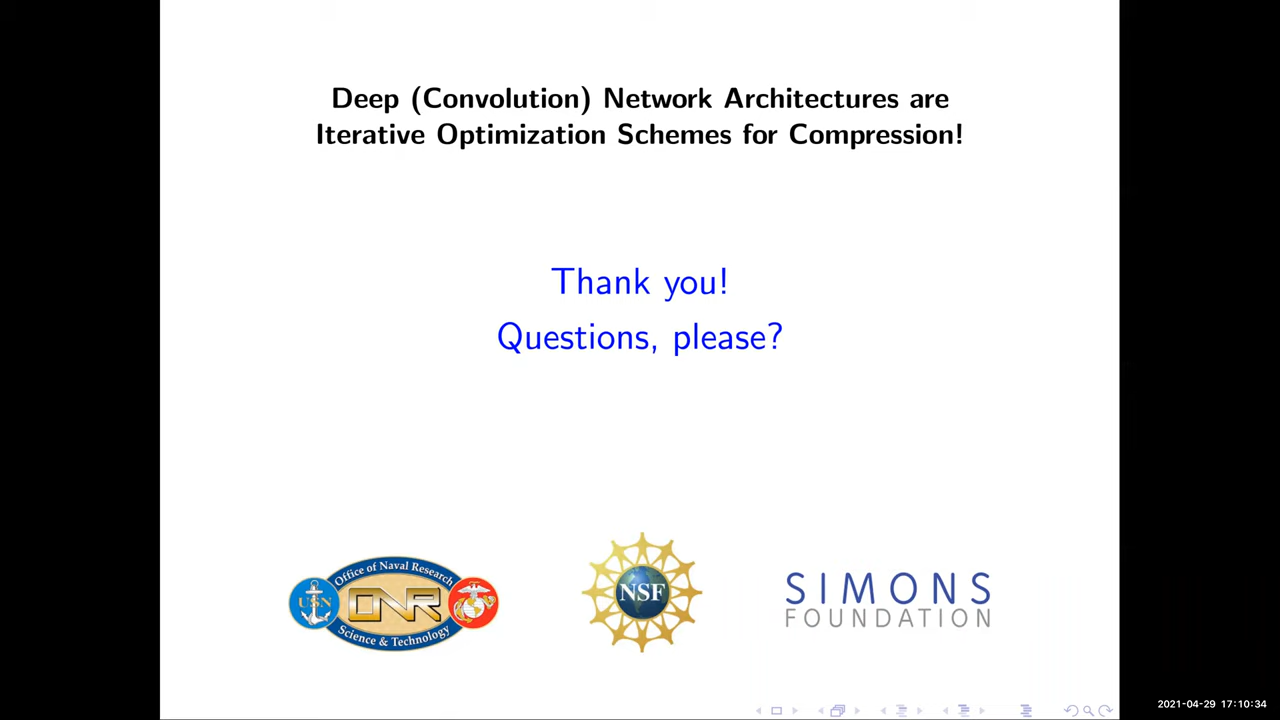 Deep (Convolution) Network Architectures are
Iterative Optimization Schemes for Compression!
Thank you!
Questions, please?
Office of Naval Research
USN
ONR
Science & Technology
NSF
SIMONS
FOUNDATION
2021-04-29 17:10:34